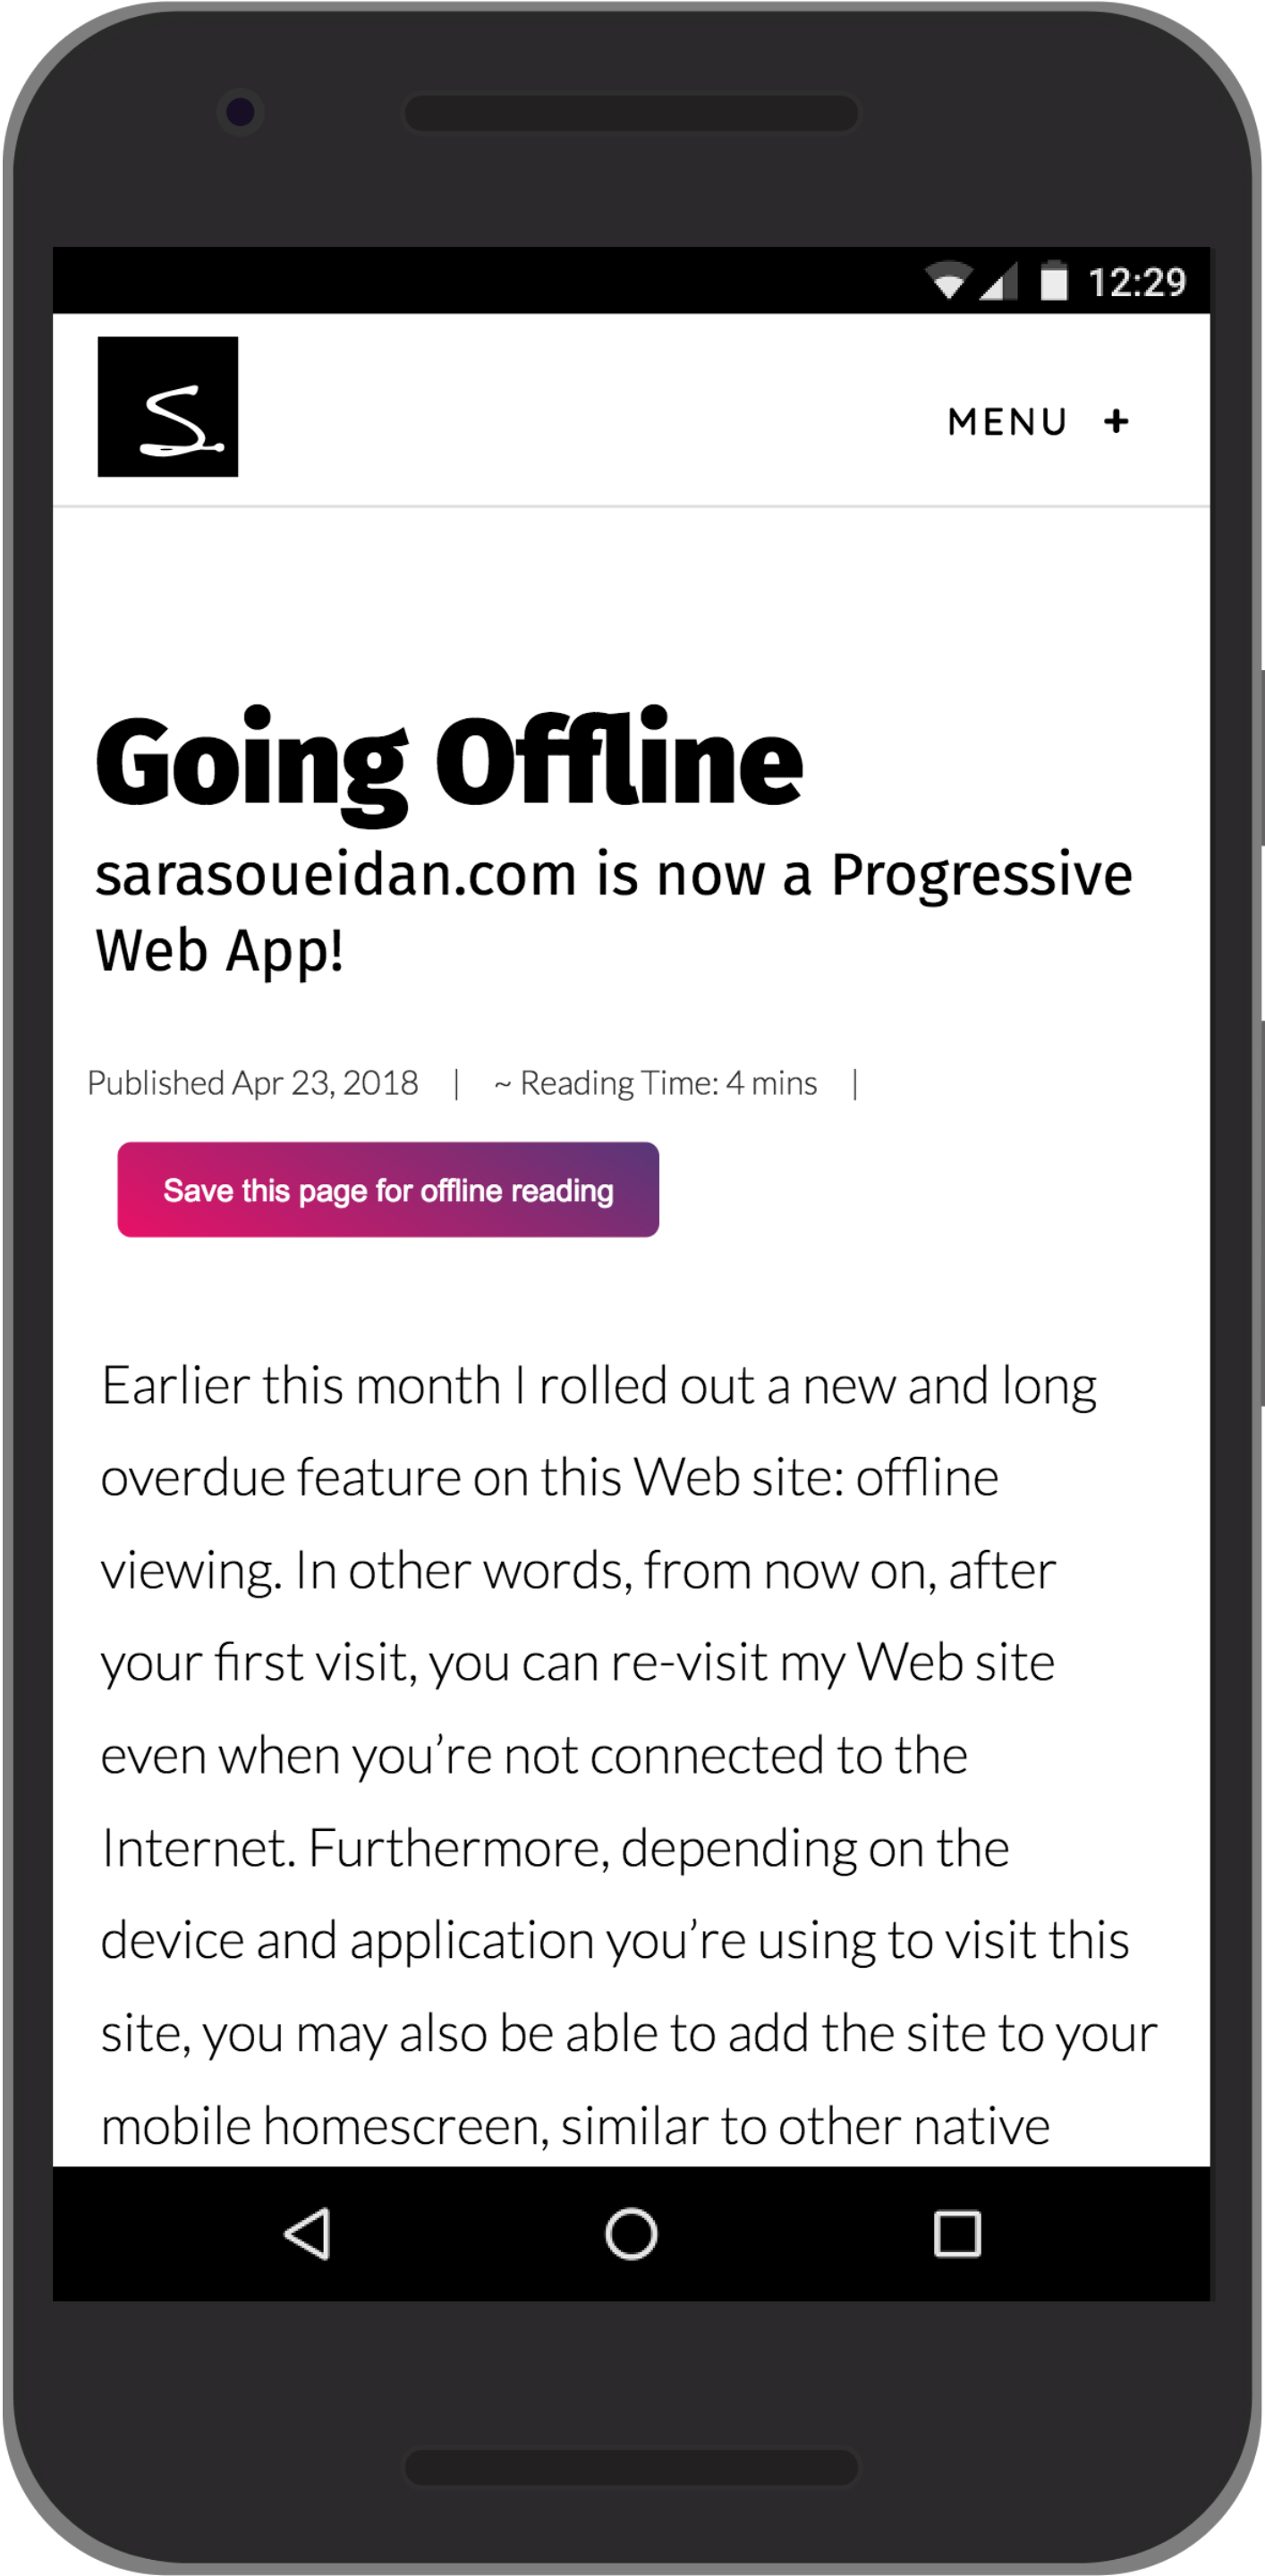 12:29
S.
MENU +
Going Offline
sarasoueidan.com is now a Progressive
Web App!
Published Apr 23, 2018 | ~ Reading Time: 4 mins |
Save this page for offline reading
Earlier this month I rolled out a new and long
overdue feature on this Web site: offline
viewing. In other words, from now on, after
your first visit, you can re-visit my Web site
even when you’re not connected to the
Internet. Furthermore, depending on the
device and application you’re using to visit this
site, you may also be able to add the site to your
mobile homescreen, similar to other native